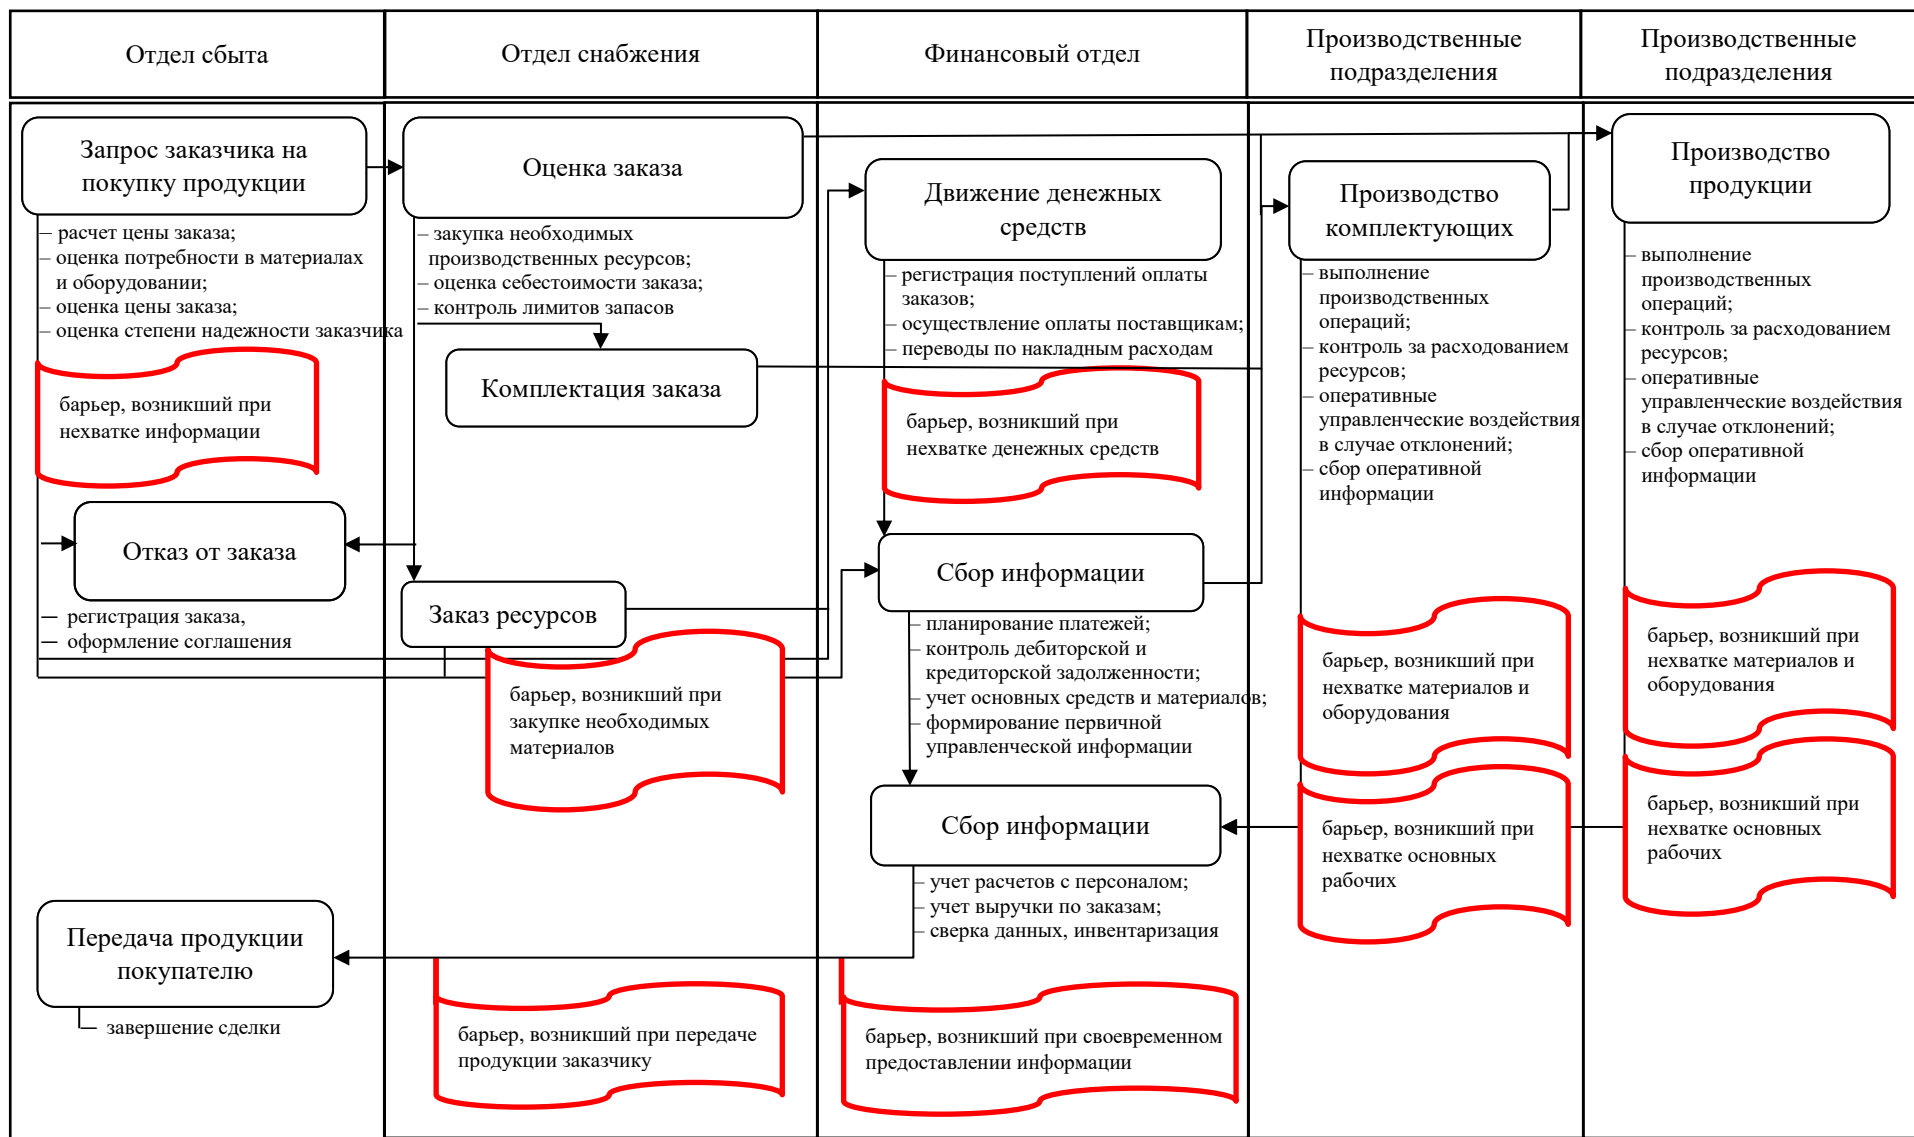 Отдел сбыта
Отдел снабжения
Финансовый отдел
Производственные
подразделения
Производственные
подразделения
Запрос заказчика на
покупку продукции
– расчет цены заказа;
– оценка потребности в материалах
и оборудовании;
– оценка цены заказа;
– оценка степени надежности заказчика
барьер, возникший при
нехватке информации
Отказ от заказа
— регистрация заказа,
— оформление соглашения
Передача продукции
покупателю
— завершение сделки
Оценка заказа
– закупка необходимых
производственных ресурсов;
– оценка себестоимости заказа;
– контроль лимитов запасов
Комплектация заказа
Заказ ресурсов
барьер, возникший при
закупке необходимых
материалов
барьер, возникший при передаче
продукции заказчику
Движение денежных
средств
– регистрация поступлений оплаты
заказов;
– осуществление оплаты поставщикам;
– переводы по накладным расходам
барьер, возникший при
нехватке денежных средств
Сбор информации
– планирование платежей;
– контроль дебиторской и
кредиторской задолженности;
– учет основных средств и материалов;
– формирование первичной
управленческой информации
Сбор информации
– учет расчетов с персоналом;
– учет выручки по заказам;
– сверка данных, инвентаризация
барьер, возникший при своевременном
предоставлении информации
Производство
комплектующих
– выполнение
производственных
операций;
– контроль за расходованием
ресурсов;
– оперативные
управленческие воздействия
в случае отклонений;
– сбор оперативной
информации
барьер, возникший при
нехватке материалов и
оборудования
барьер, возникший при
нехватке основных
рабочих
Производство
продукции
– выполнение
производственных
операций;
– контроль за расходованием
ресурсов;
– оперативные
управленческие воздействия
в случае отклонений;
– сбор оперативной
информации
барьер, возникший при
нехватке материалов и
оборудования
барьер, возникший при
нехватке основных
рабочих